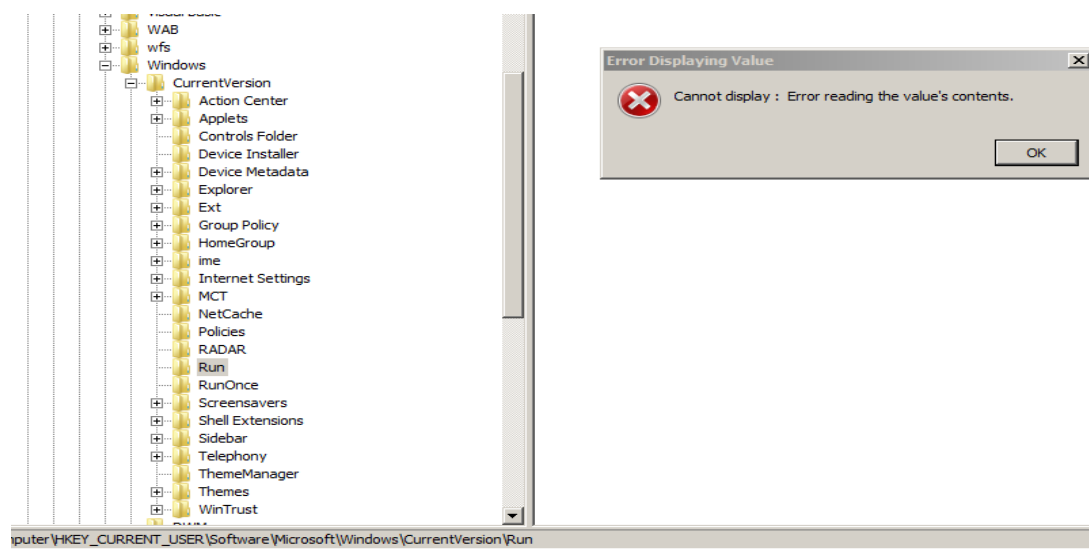 WAB
wfs
Windows
CurrentVersion
Action Center
Applets
Controls Folder
Device Installer
Device Metadata
Explorer
Ext
Group Policy
HomeGroup
ime
Internet Settings
MCT
NetCache
Policies
RADAR
Run
RunOnce
Screensavers
Shell Extensions
Sidebar
Telephony
ThemeManager
Themes
WinTrust
Error Displaying Value
Cannot display : Error reading the value's contents.
OK
nputer\HKEY_CURRENT_USER\Software\Microsoft\Windows\CurrentVersion\Run